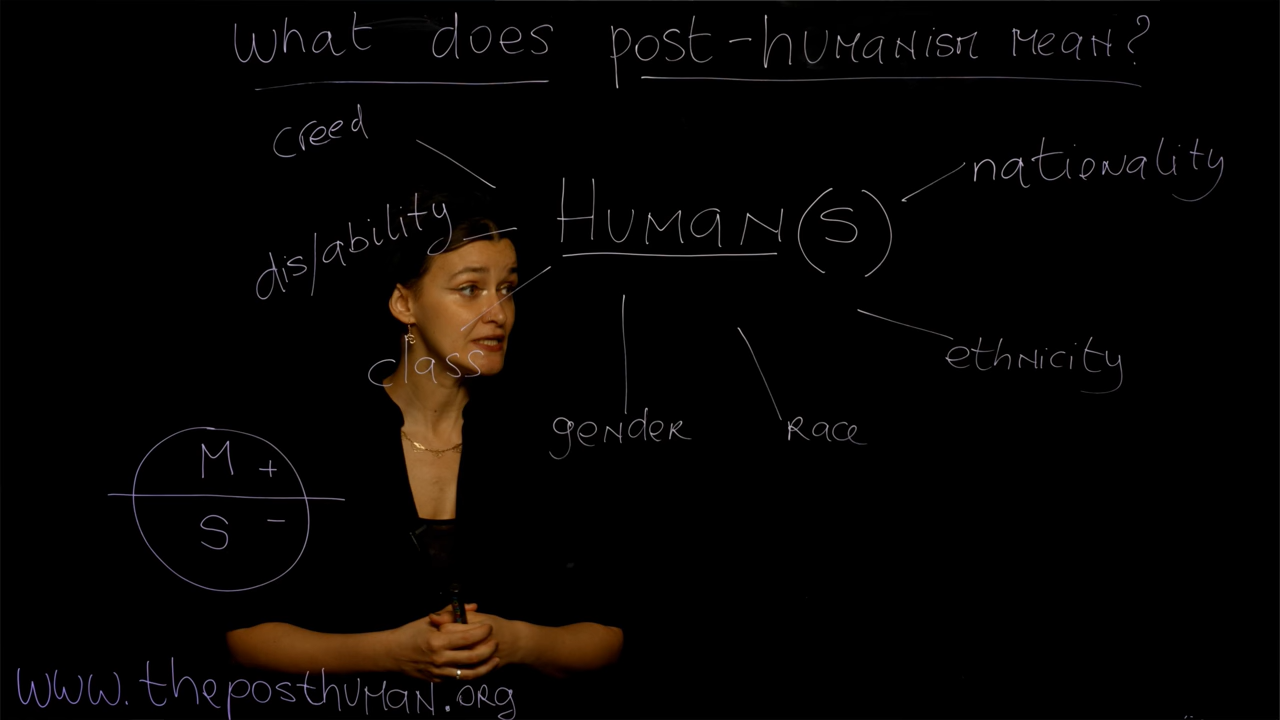 What does post-humanism mean?
creed
nationality
Human(s)
dis/ability
ethnicity
class
gender
race
M +
S -
www.theposthuman.org